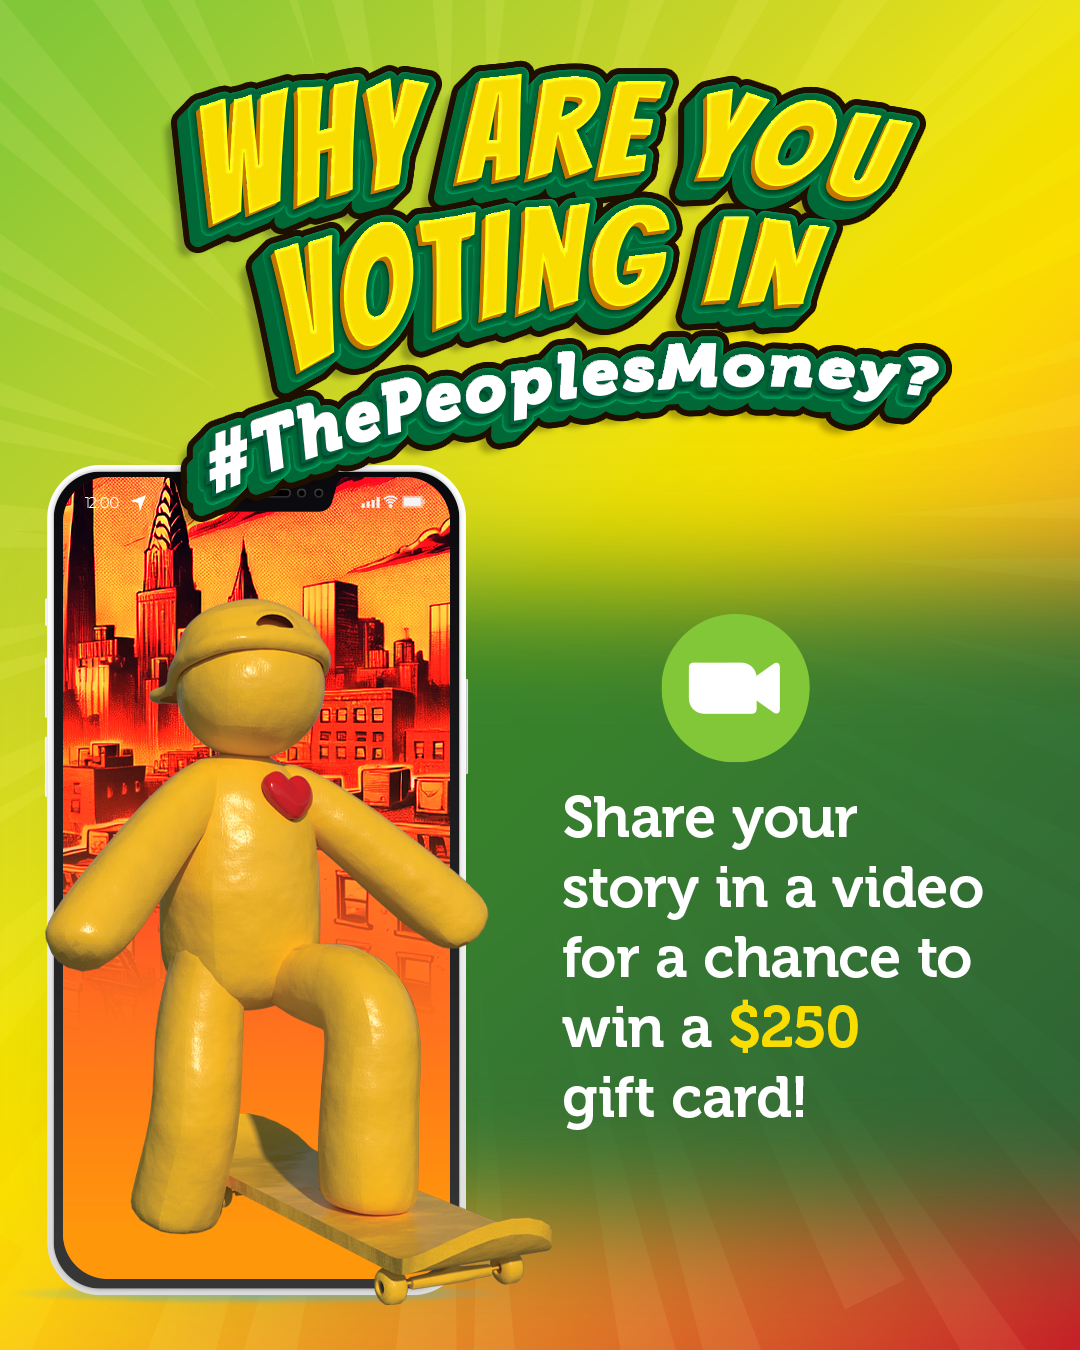 WHY ARE YOU
VOTING IN
#ThePeoplesMoney?
12:00
Share your
story in a video
for a chance to
win a $250
gift card!